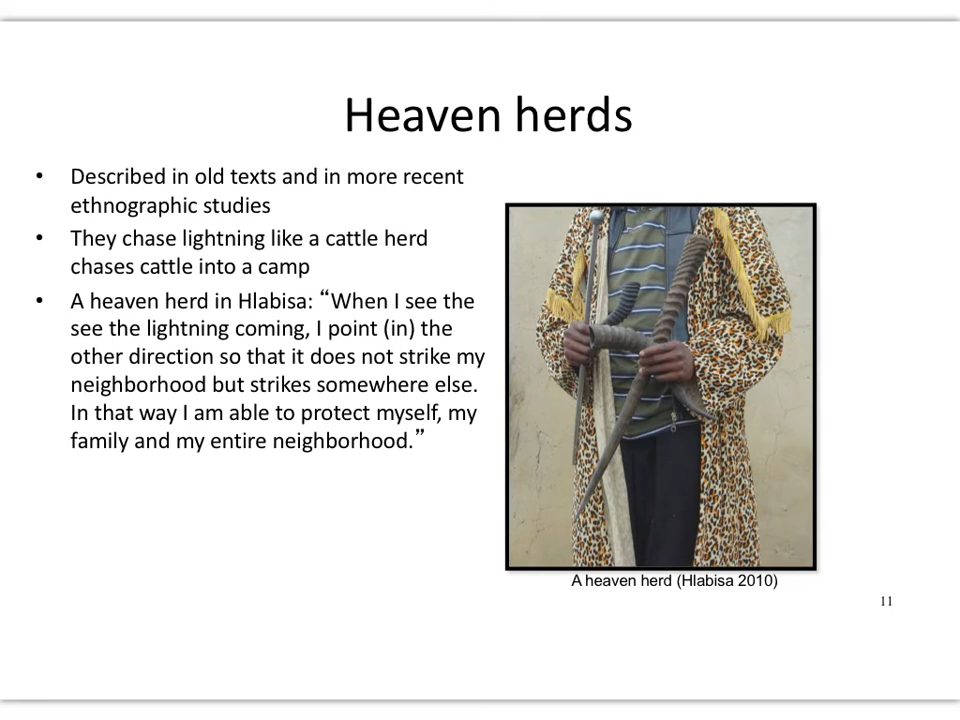 Heaven herds
• Described in old texts and in more recent
ethnographic studies
• They chase lightning like a cattle herd
chases cattle into a camp
• A heaven herd in Hlabisa: “When I see the
see the lightning coming, I point (in) the
other direction so that it does not strike my
neighborhood but strikes somewhere else.
In that way I am able to protect myself, my
family and my entire neighborhood.”
A heaven herd (Hlabisa 2010)
11